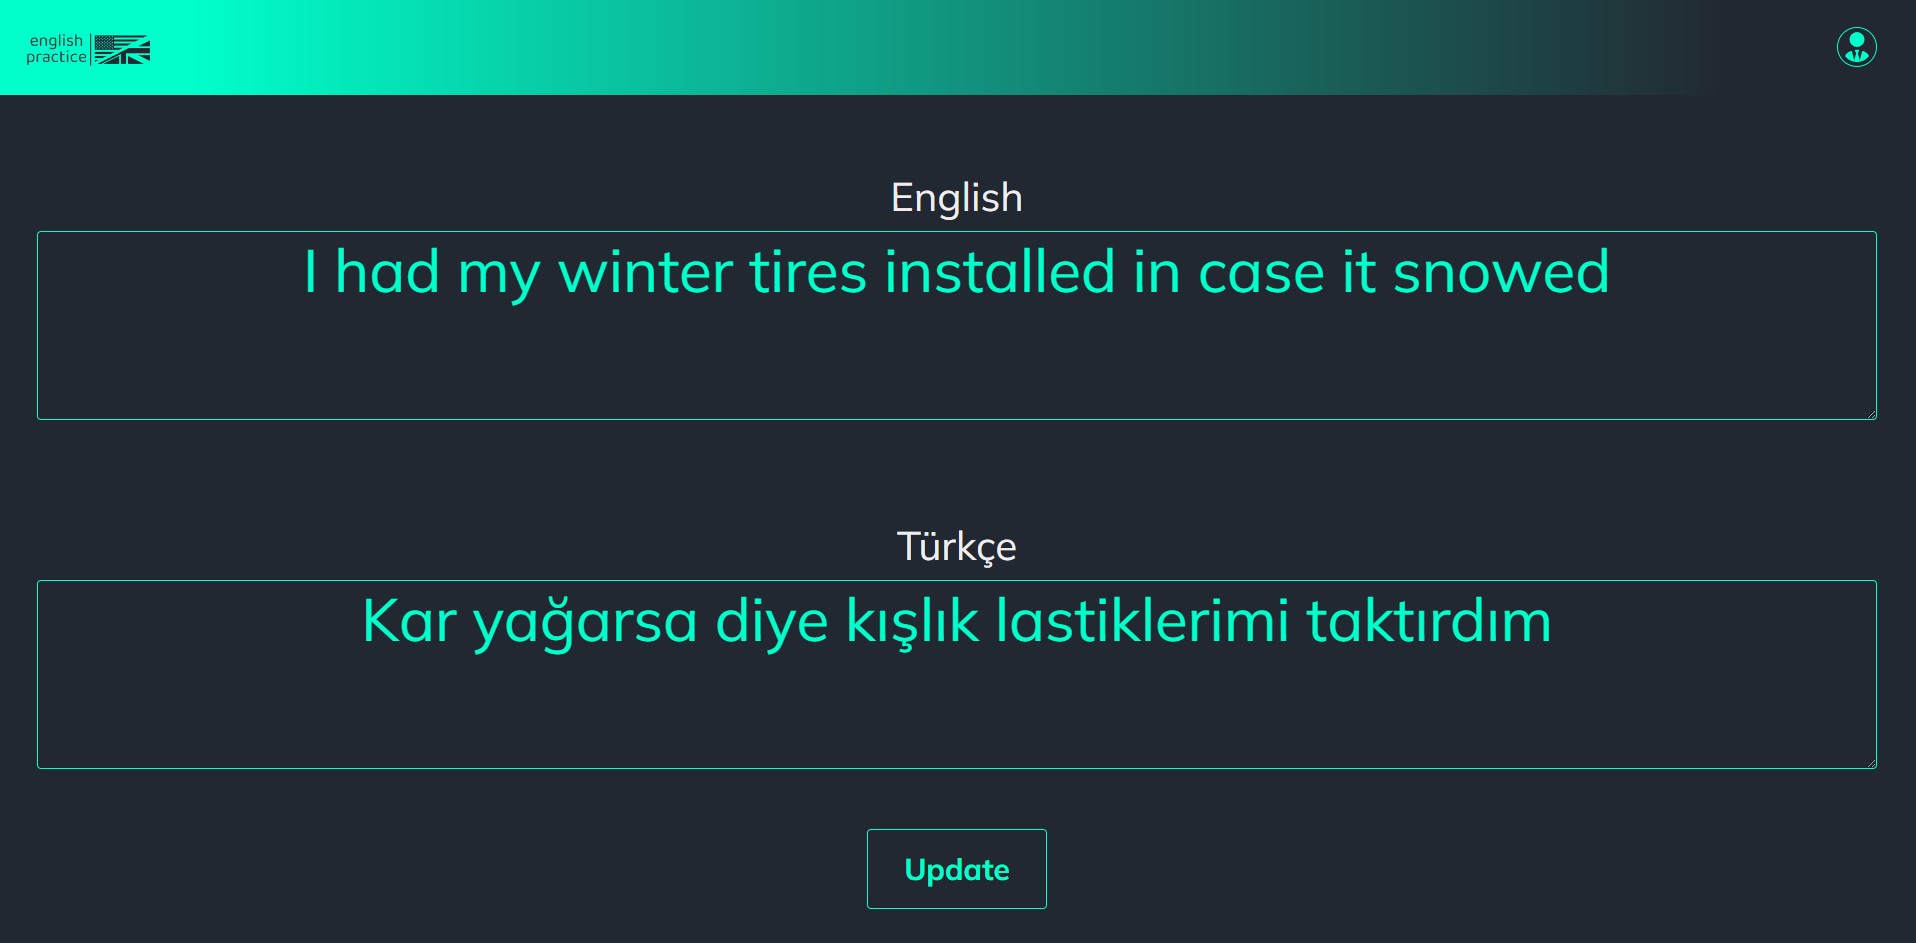 english
practice
English
I had my winter tires installed in case it snowed
Türkçe
Kar yağarsa diye kışlık lastiklerimi taktırdım
Update